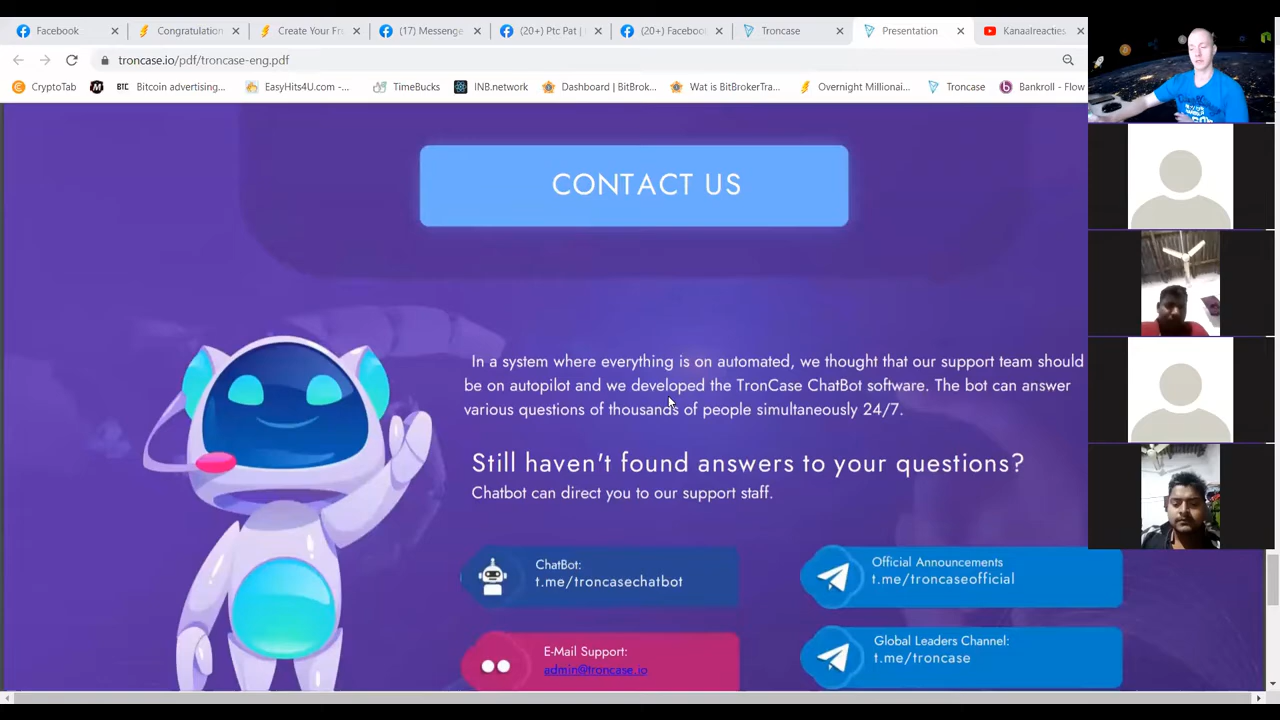 Facebook
Congratulation
Create Your Fr
(17) Messenge
(20+) Ptc Pat |
(20+) Faceboo
Troncase
Presentation
Kanaalreacties
troncase.io/pdf/troncase-eng.pdf
CryptoTab
BTC Bitcoin advertising...
EasyHits4U.com -...
TimeBucks
INB.network
Dashboard | BitBrok...
Wat is BitBrokerTra...
Overnight Millionai...
Troncase
Bankroll - Flow
CONTACT US
In a system where everything is on automated, we thought that our support team should
be on autopilot and we developed the TronCase ChatBot software. The bot can answer
various questions of thousands of people simultaneously 24/7.
Still haven't found answers to your questions?
Chatbot can direct you to our support staff.
ChatBot:
t.me/troncasechatbot
Official Announcements
t.me/troncaseofficial
E-Mail Support:
admin@troncase.io
Global Leaders Channel:
t.me/troncase